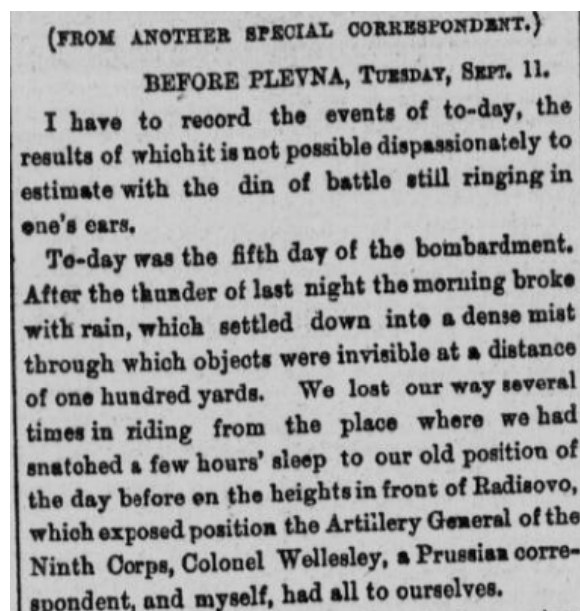 (FROM ANOTHER SPECIAL CORRESPONDENT.)
BEFORE PLEVNA, TUESDAY, SEPT. 11.
I have to record the events of to-day, the
results of which it is not possible dispassionately to
estimate with the din of battle still ringing in
one's ears.
To-day was the fifth day of the bombardment.
After the thunder of last night the morning broke
with rain, which settled down into a dense mist
through which objects were invisible at a distance
of one hundred yards. We lost our way several
times in riding from the place where we had
snatched a few hours' sleep to our old position of
the day before on the heights in front of Radisovo,
which exposed position the Artillery General of the
Ninth Corps, Colonel Wellesley, a Prussian corre-
spondent, and myself, had all to ourselves.